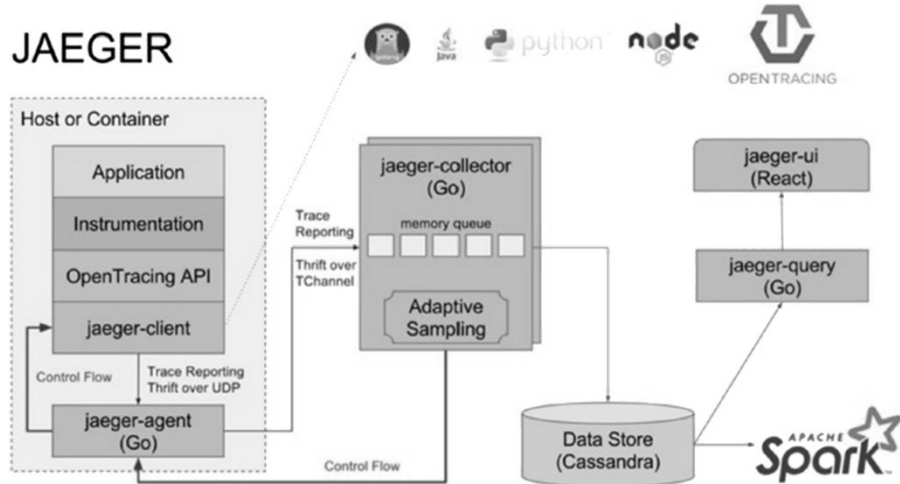 JAEGER
Java
python
node
JS
OPENTRACING
Host or Container
Application
Instrumentation
OpenTracing API
jaeger-client
Control Flow
Trace Reporting
Thrift over UDP
jaeger-agent
(Go)
Trace
Reporting
Thrift over
TChannel
jaeger-collector
(Go)
memory queue
Adaptive
Sampling
Control Flow
jaeger-ui
(React)
jaeger-query
(Go)
Data Store
(Cassandra)
APACHE
Spark